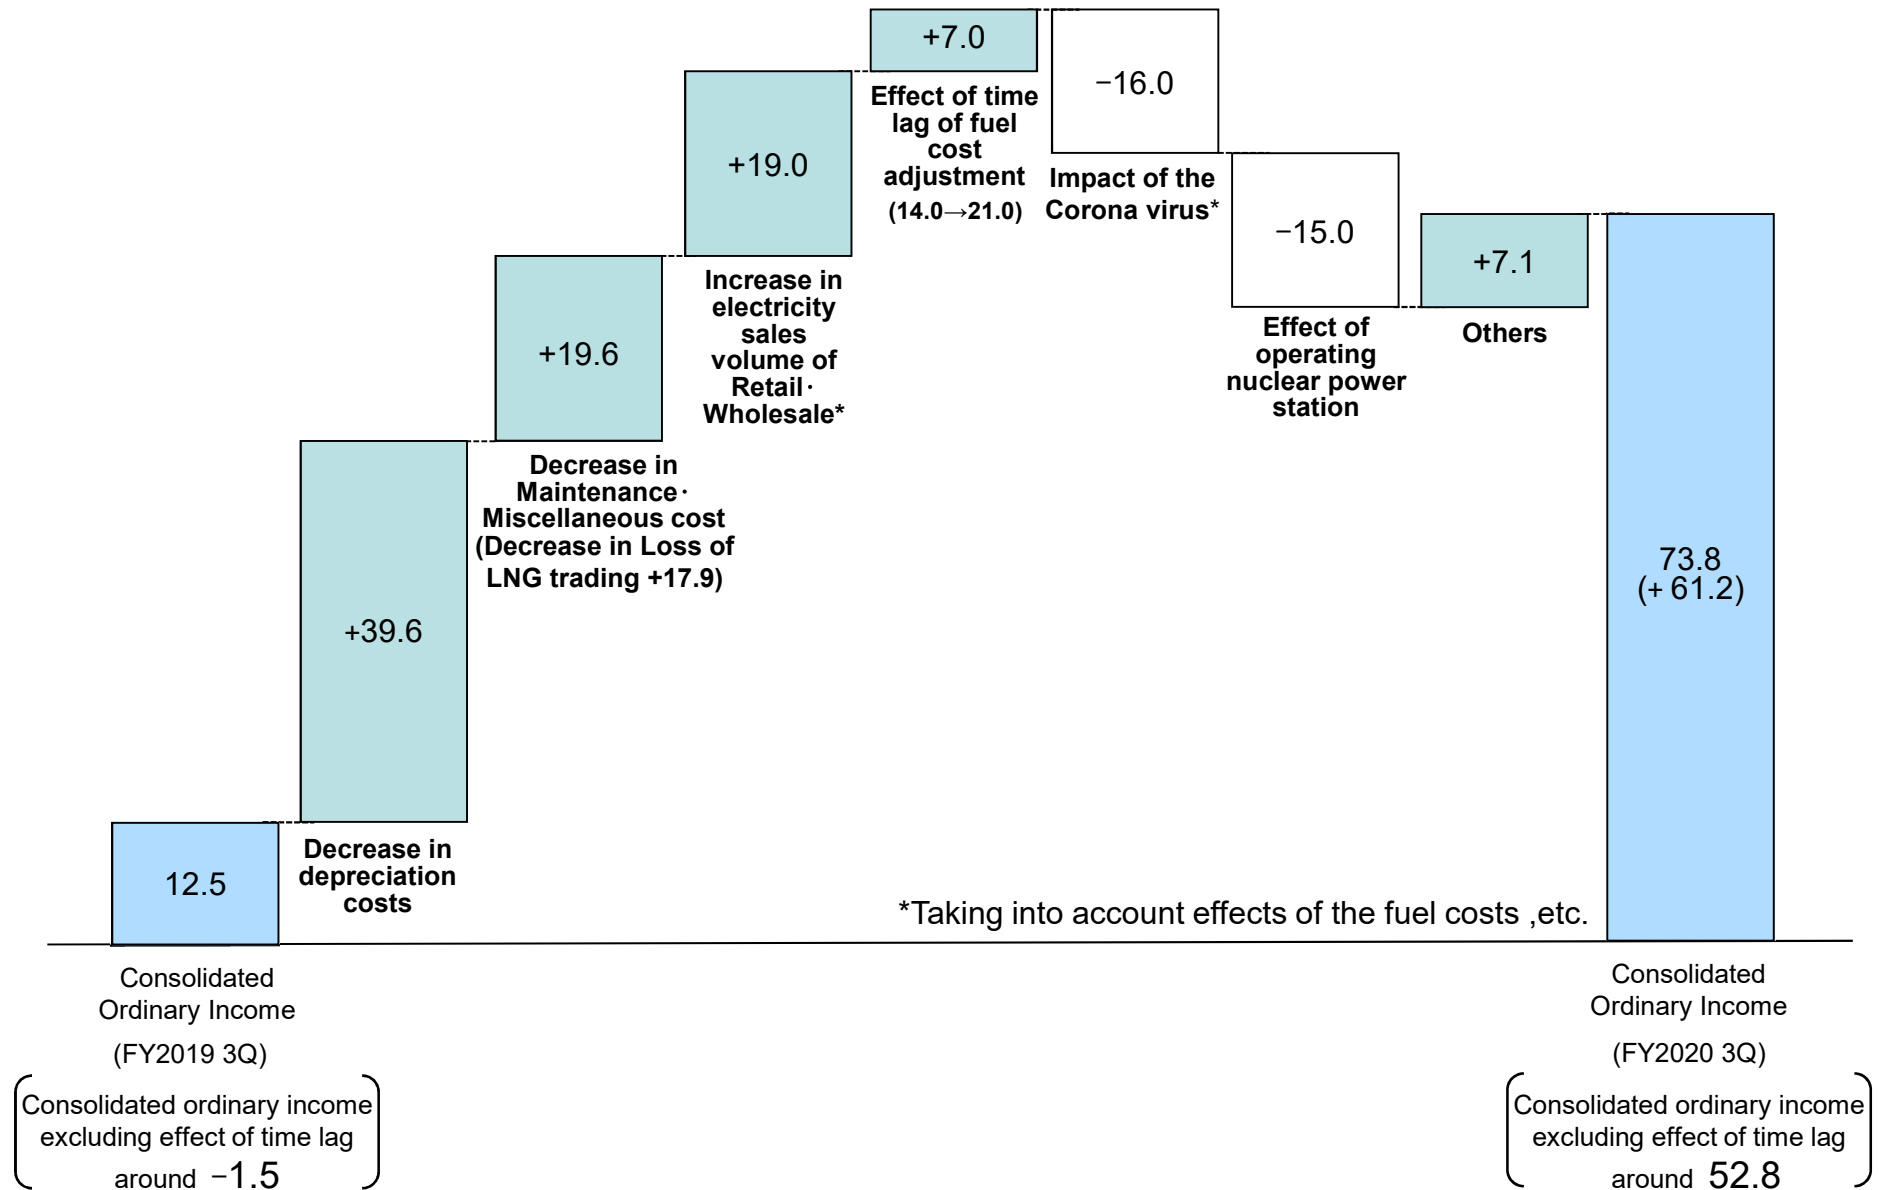 +7.0
Effect of time
lag of fuel
cost
adjustment
(14.0→21.0)
−16.0
Impact of the
Corona virus*
+19.0
Increase in
electricity
sales
volume of
Retail・
Wholesale*
−15.0
Effect of
operating
nuclear power
station
+7.1
Others
+19.6
Decrease in
Maintenance・
Miscellaneous cost
(Decrease in Loss of
LNG trading +17.9)
+39.6
Decrease in
depreciation
costs
12.5
73.8
(+ 61.2)
*Taking into account effects of the fuel costs ,etc.
Consolidated
Ordinary Income
(FY2019 3Q)
Consolidated ordinary income
excluding effect of time lag
around −1.5
Consolidated
Ordinary Income
(FY2020 3Q)
Consolidated ordinary income
excluding effect of time lag
around 52.8